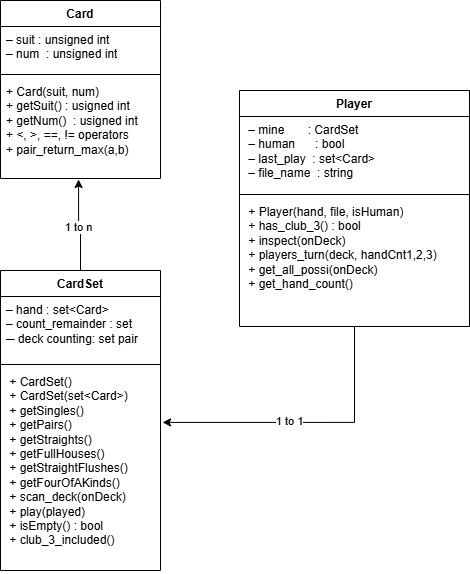 Card
– suit : unsigned int
– num : unsigned int
+ Card(suit, num)
+ getSuit() : usigned int
+ getNum() : usigned int
+ <, >, ==, != operators
+ pair_return_max(a,b)
1 to n
CardSet
– hand : set<Card>
– count_remainder : set
– deck counting: set pair
+ CardSet()
+ CardSet(set<Card>)
+ getSingles()
+ getPairs()
+ getStraights()
+ getFullHouses()
+ getStraightFlushes()
+ getFourOfAKinds()
+ scan_deck(onDeck)
+ play(played)
+ isEmpty() : bool
+ club_3_included()
Player
– mine : CardSet
– human : bool
– last_play : set<Card>
– file_name : string
+ Player(hand, file, isHuman)
+ has_club_3() : bool
+ inspect(onDeck)
+ players_turn(deck, handCnt1,2,3)
+ get_all_possi(onDeck)
+ get_hand_count()
1 to 1